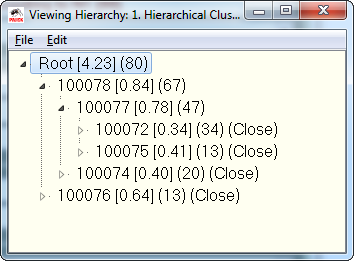 Viewing Hierarchy: 1. Hierarchical Clus...
File Edit
Root [4.23] (80)
100078 [0.84] (67)
100077 [0.78] (47)
100072 [0.34] (34) (Close)
100075 [0.41] (13) (Close)
100074 [0.40] (20) (Close)
100076 [0.64] (13) (Close)